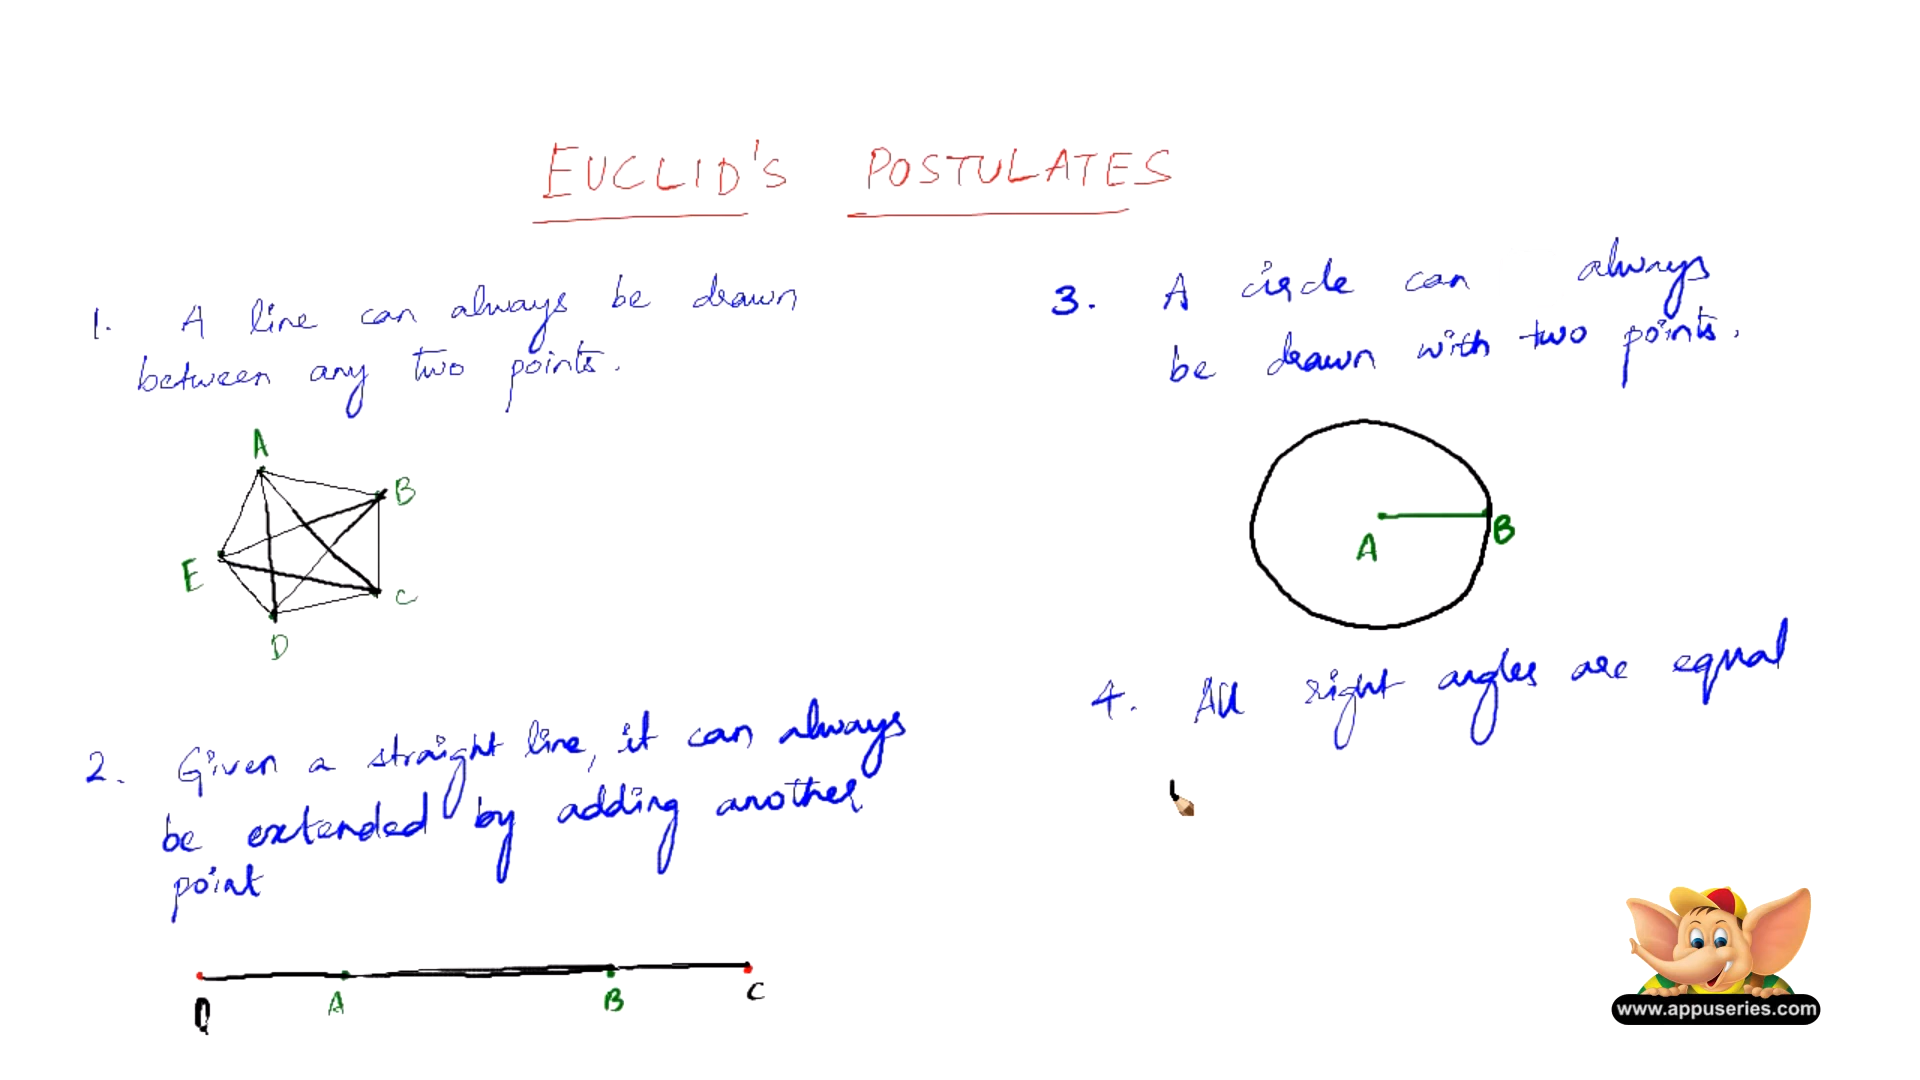 EUCLID'S POSTULATES
1. A line can always be drawn
between any two points.
A
B
E
C
D
2. Given a straight line, it can always
be extended by adding another
point
D
A
B
C
3. A circle can always
be drawn with two points.
A
B
4. All right angles are equal
www.appuseries.com